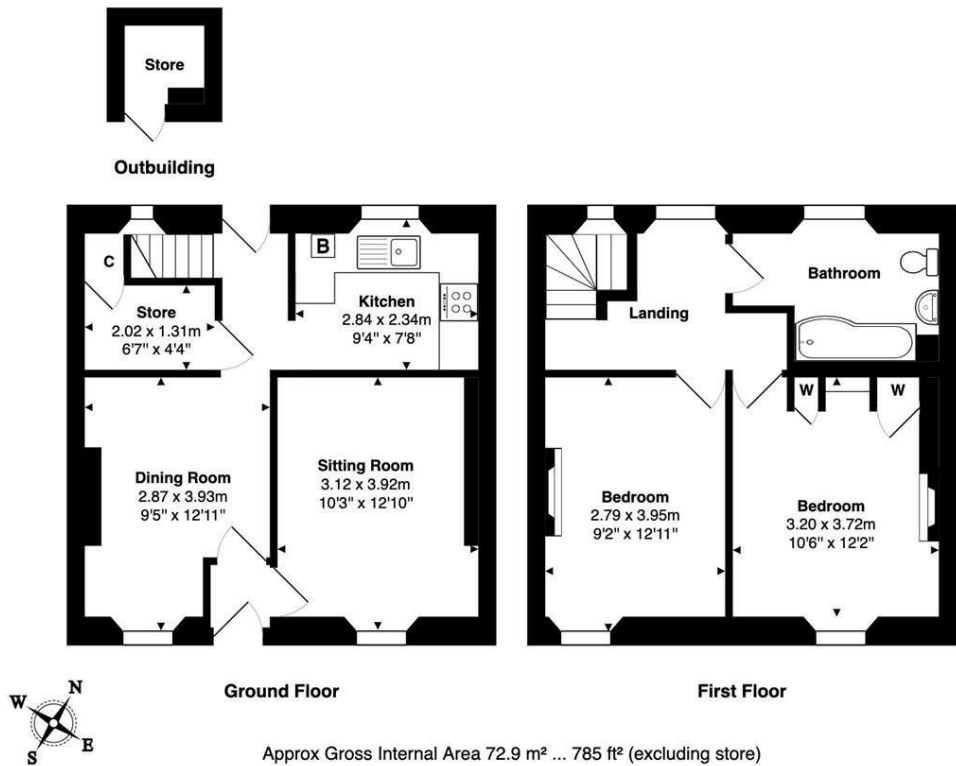 Store
Outbuilding
C
Store
2.02 x 1.31m
6'7" x 4'4"
B
Kitchen
2.84 x 2.34m
9'4" x 7'8"
Dining Room
2.87 x 3.93m
9'5" x 12'11"
Sitting Room
3.12 x 3.92m
10'3" x 12'10"
Ground Floor
Landing
Bathroom
Bedroom
2.79 x 3.95m
9'2" x 12'11"
W
W
Bedroom
3.20 x 3.72m
10'6" x 12'2"
First Floor
N
W
E
S
Approx Gross Internal Area 72.9 m² ... 785 ft² (excluding store)